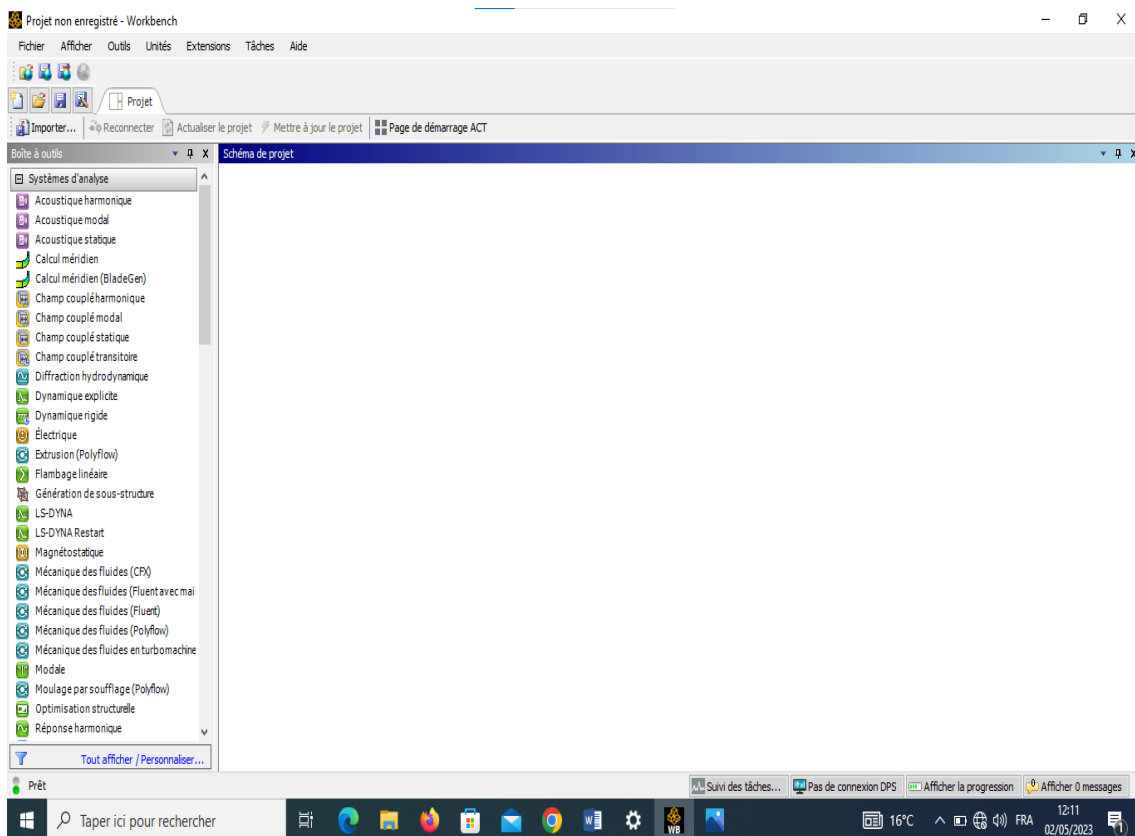 Projet non enregistré - Workbench
Fichier Afficher Outils Unités Extensions Tâches Aide
Projet
Importer... Reconnecter Actualiser le projet Mettre à jour le projet Page de démarrage ACT
Boîte à outils
Schéma de projet
Systèmes d'analyse
Acoustique harmonique
Acoustique modal
Acoustique statique
Calcul méridien
Calcul méridien (BladeGen)
Champ couplé harmonique
Champ couplé modal
Champ couplé statique
Champ couplé transitoire
Diffraction hydrodynamique
Dynamique explicite
Dynamique rigide
Électrique
Extrusion (Polyflow)
Flambage linéaire
Génération de sous-structure
LS-DYNA
LS-DYNA Restart
Magnétostatique
Mécanique des fluides (CFX)
Mécanique des fluides (Fluent avec mai
Mécanique des fluides (Fluent)
Mécanique des fluides (Polyflow)
Mécanique des fluides en turbomachine
Modale
Moulage par soufflage (Polyflow)
Optimisation structurelle
Réponse harmonique
Tout afficher / Personnaliser...
Prêt
Suivi des tâches... Pas de connexion DPS Afficher la progression Afficher 0 messages
Taper ici pour rechercher
WB
16°C
FRA
12:11
02/05/2023
1